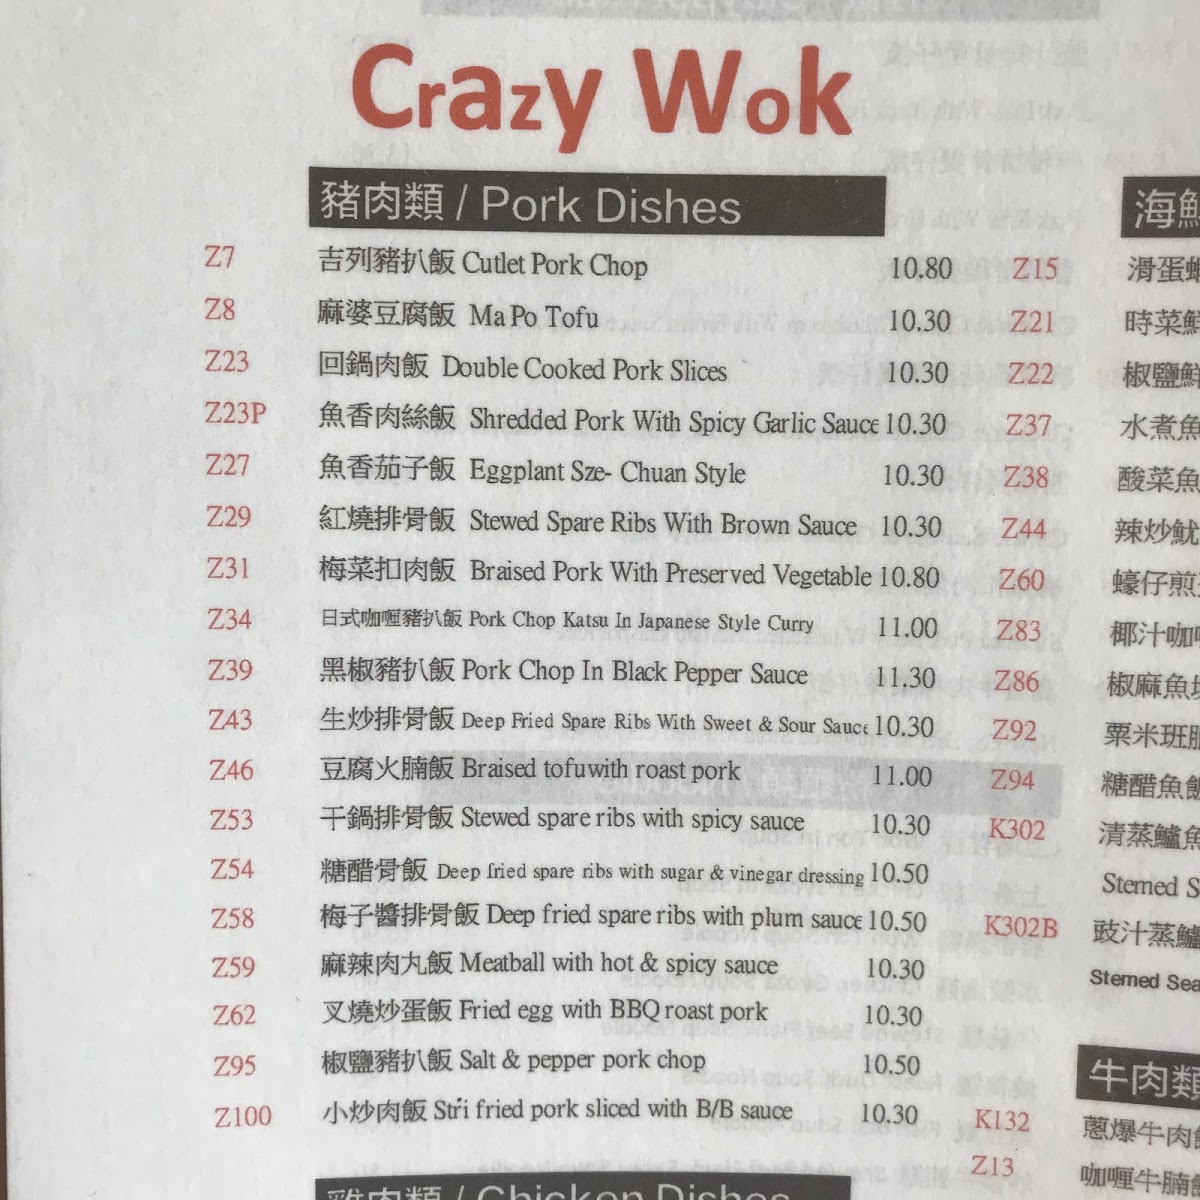 Crazy Wok
豬肉類 / Pork Dishes
Z7 吉列豬扒飯 Cutlet Pork Chop 10.80
Z8 麻婆豆腐飯 Ma Po Tofu 10.30
Z23 回鍋肉飯 Double Cooked Pork Slices 10.30
Z23P 魚香肉絲飯 Shredded Pork With Spicy Garlic Sauce 10.30
Z27 魚香茄子飯 Eggplant Sze- Chuan Style 10.30
Z29 紅燒排骨飯 Stewed Spare Ribs With Brown Sauce 10.30
Z31 梅菜扣肉飯 Braised Pork With Preserved Vegetable 10.80
Z34 日式咖喱豬扒飯 Pork Chop Katsu In Japanese Style Curry 11.00
Z39 黑椒豬扒飯 Pork Chop In Black Pepper Sauce 11.30
Z43 生炒排骨飯 Deep Fried Spare Ribs With Sweet & Sour Sauce 10.30
Z46 豆腐火腩飯 Braised tofuwith roast pork 11.00
Z53 干鍋排骨飯 Stewed spare ribs with spicy sauce 10.30
Z54 糖醋骨飯 Deep fried spare ribs with sugar & vinegar dressing 10.50
Z58 梅子醬排骨飯 Deep fried spare ribs with plum sauce 10.50
Z59 麻辣肉丸飯 Meatball with hot & spicy sauce 10.30
Z62 叉燒炒蛋飯 Fried egg with BBQ roast pork 10.30
Z95 椒鹽豬扒飯 Salt & pepper pork chop 10.50
Z100 小炒肉飯 Stri fried pork sliced with B/B sauce 10.30
雞肉類 / Chicken Dishes
海鮮
Z15 滑蛋蝦
Z21 時菜鮮
Z22 椒鹽鮮
Z37 水煮魚
Z38 酸菜魚
Z44 辣炒魷
Z60 蠔仔煎
Z83 椰汁咖
Z86 椒麻魚
Z92 粟米班
Z94 糖醋魚
K302 清蒸鱸魚
Stemed S
K302B 豉汁蒸鱸
Stemed Sea
牛肉類
K132 蔥爆牛肉
Z13 咖喱牛腩